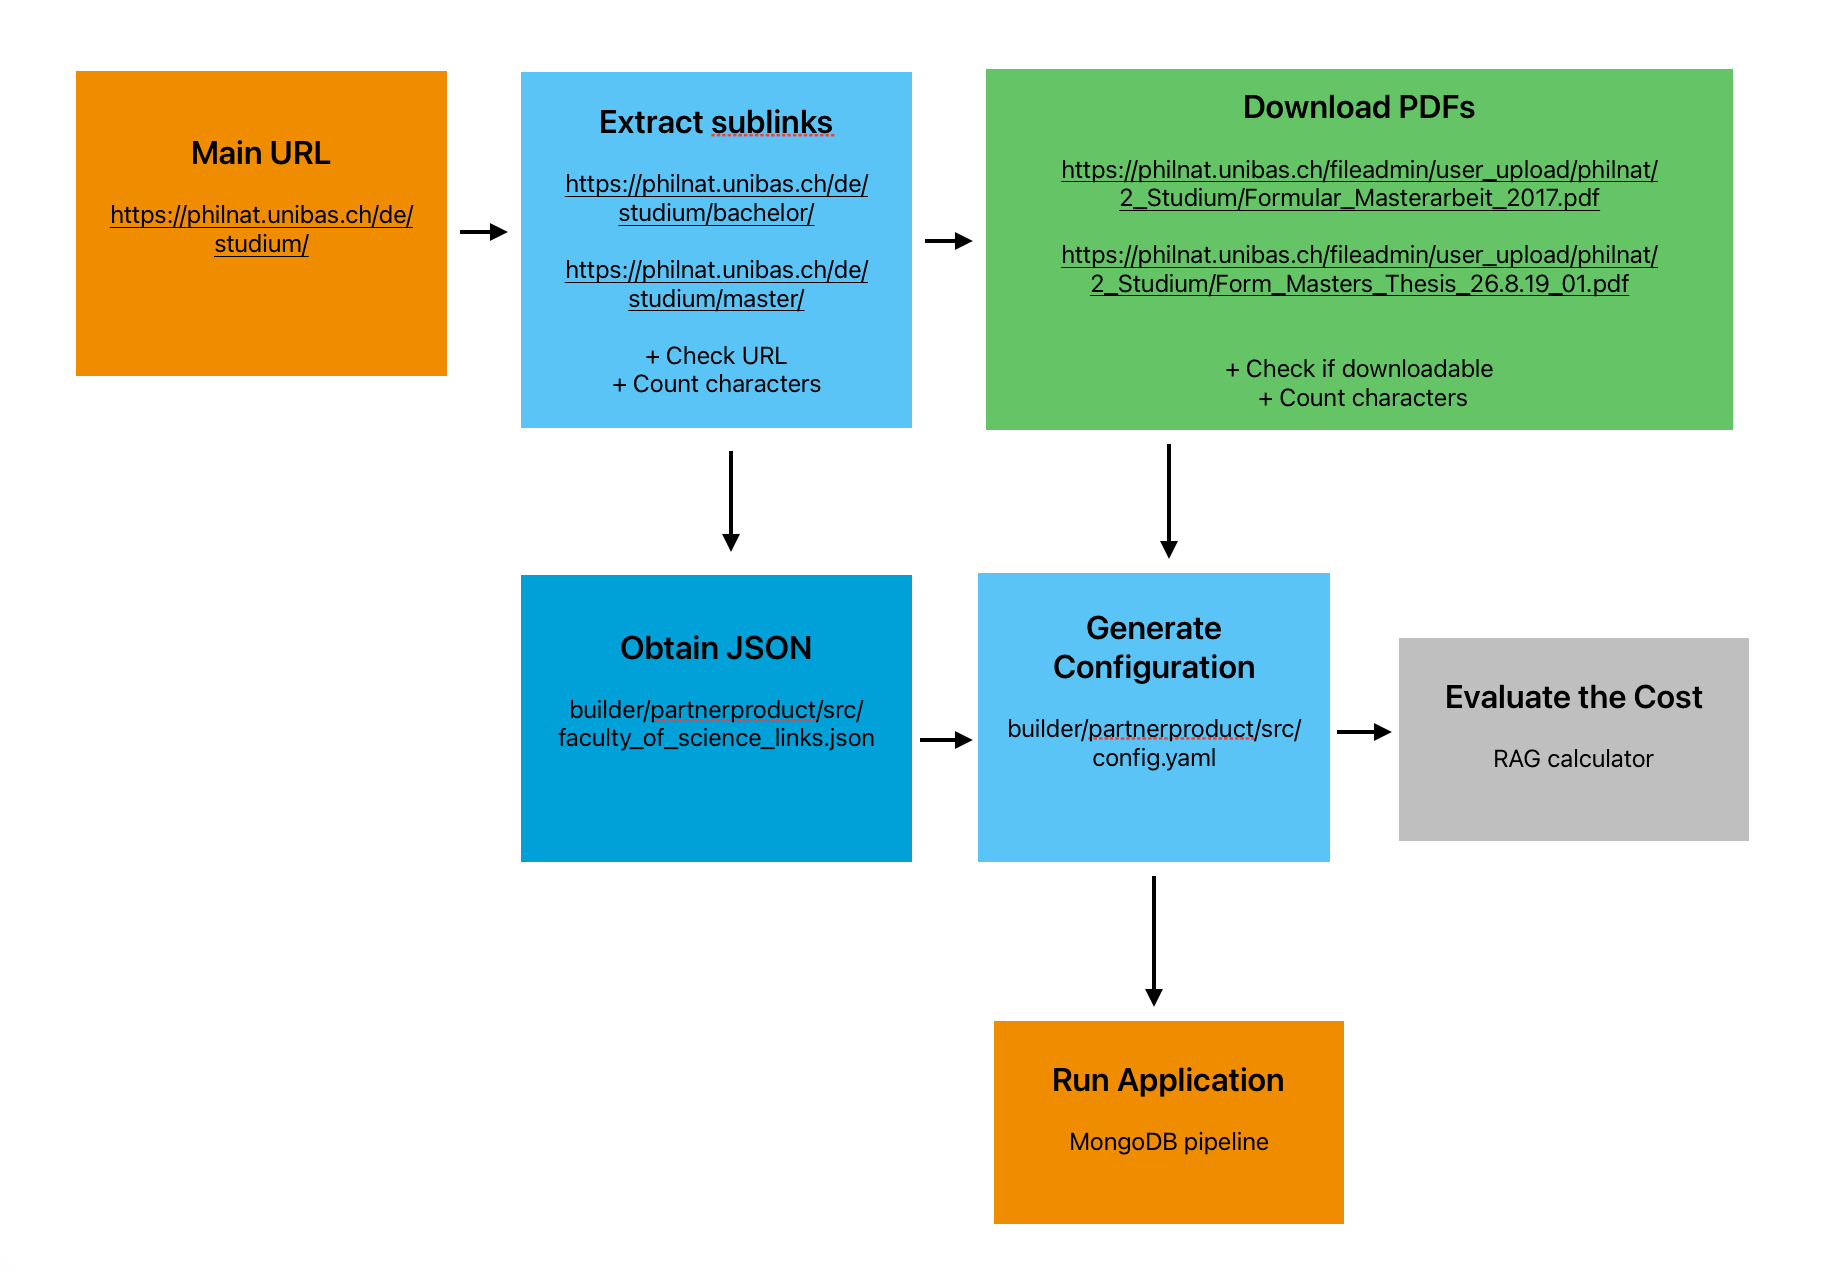 Main URL
https://philnat.unibas.ch/de/
studium/
Extract sublinks
https://philnat.unibas.ch/de/
studium/bachelor/
https://philnat.unibas.ch/de/
studium/master/
+ Check URL
+ Count characters
Download PDFs
https://philnat.unibas.ch/fileadmin/user_upload/philnat/
2_Studium/Formular_Masterarbeit_2017.pdf
https://philnat.unibas.ch/fileadmin/user_upload/philnat/
2_Studium/Form_Masters_Thesis_26.8.19_01.pdf
+ Check if downloadable
+ Count characters
Obtain JSON
builder/partnerproduct/src/
faculty_of_science_links.json
Generate
Configuration
builder/partnerproduct/src/
config.yaml
Evaluate the Cost
RAG calculator
Run Application
MongoDB pipeline